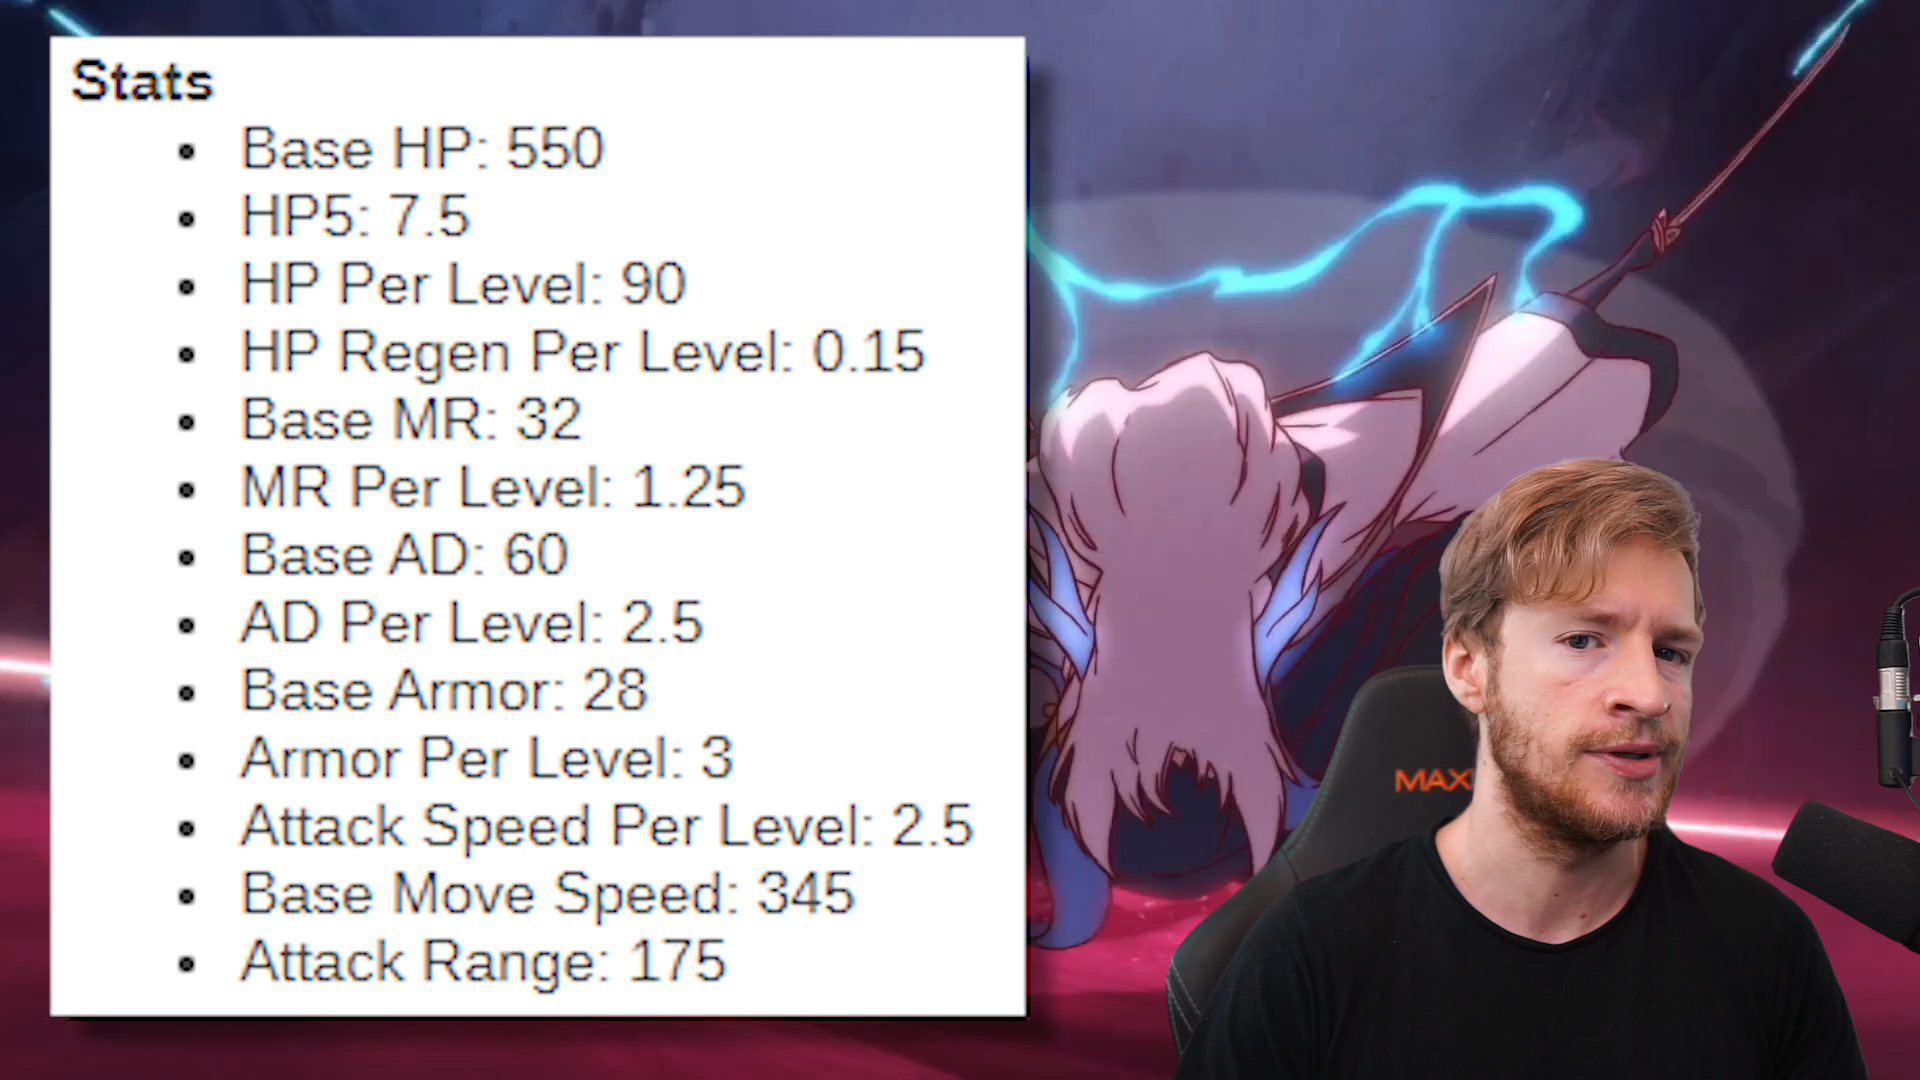 Stats
• Base HP: 550
• HP5: 7.5
• HP Per Level: 90
• HP Regen Per Level: 0.15
• Base MR: 32
• MR Per Level: 1.25
• Base AD: 60
• AD Per Level: 2.5
• Base Armor: 28
• Armor Per Level: 3
• Attack Speed Per Level: 2.5
• Base Move Speed: 345
• Attack Range: 175
MAX